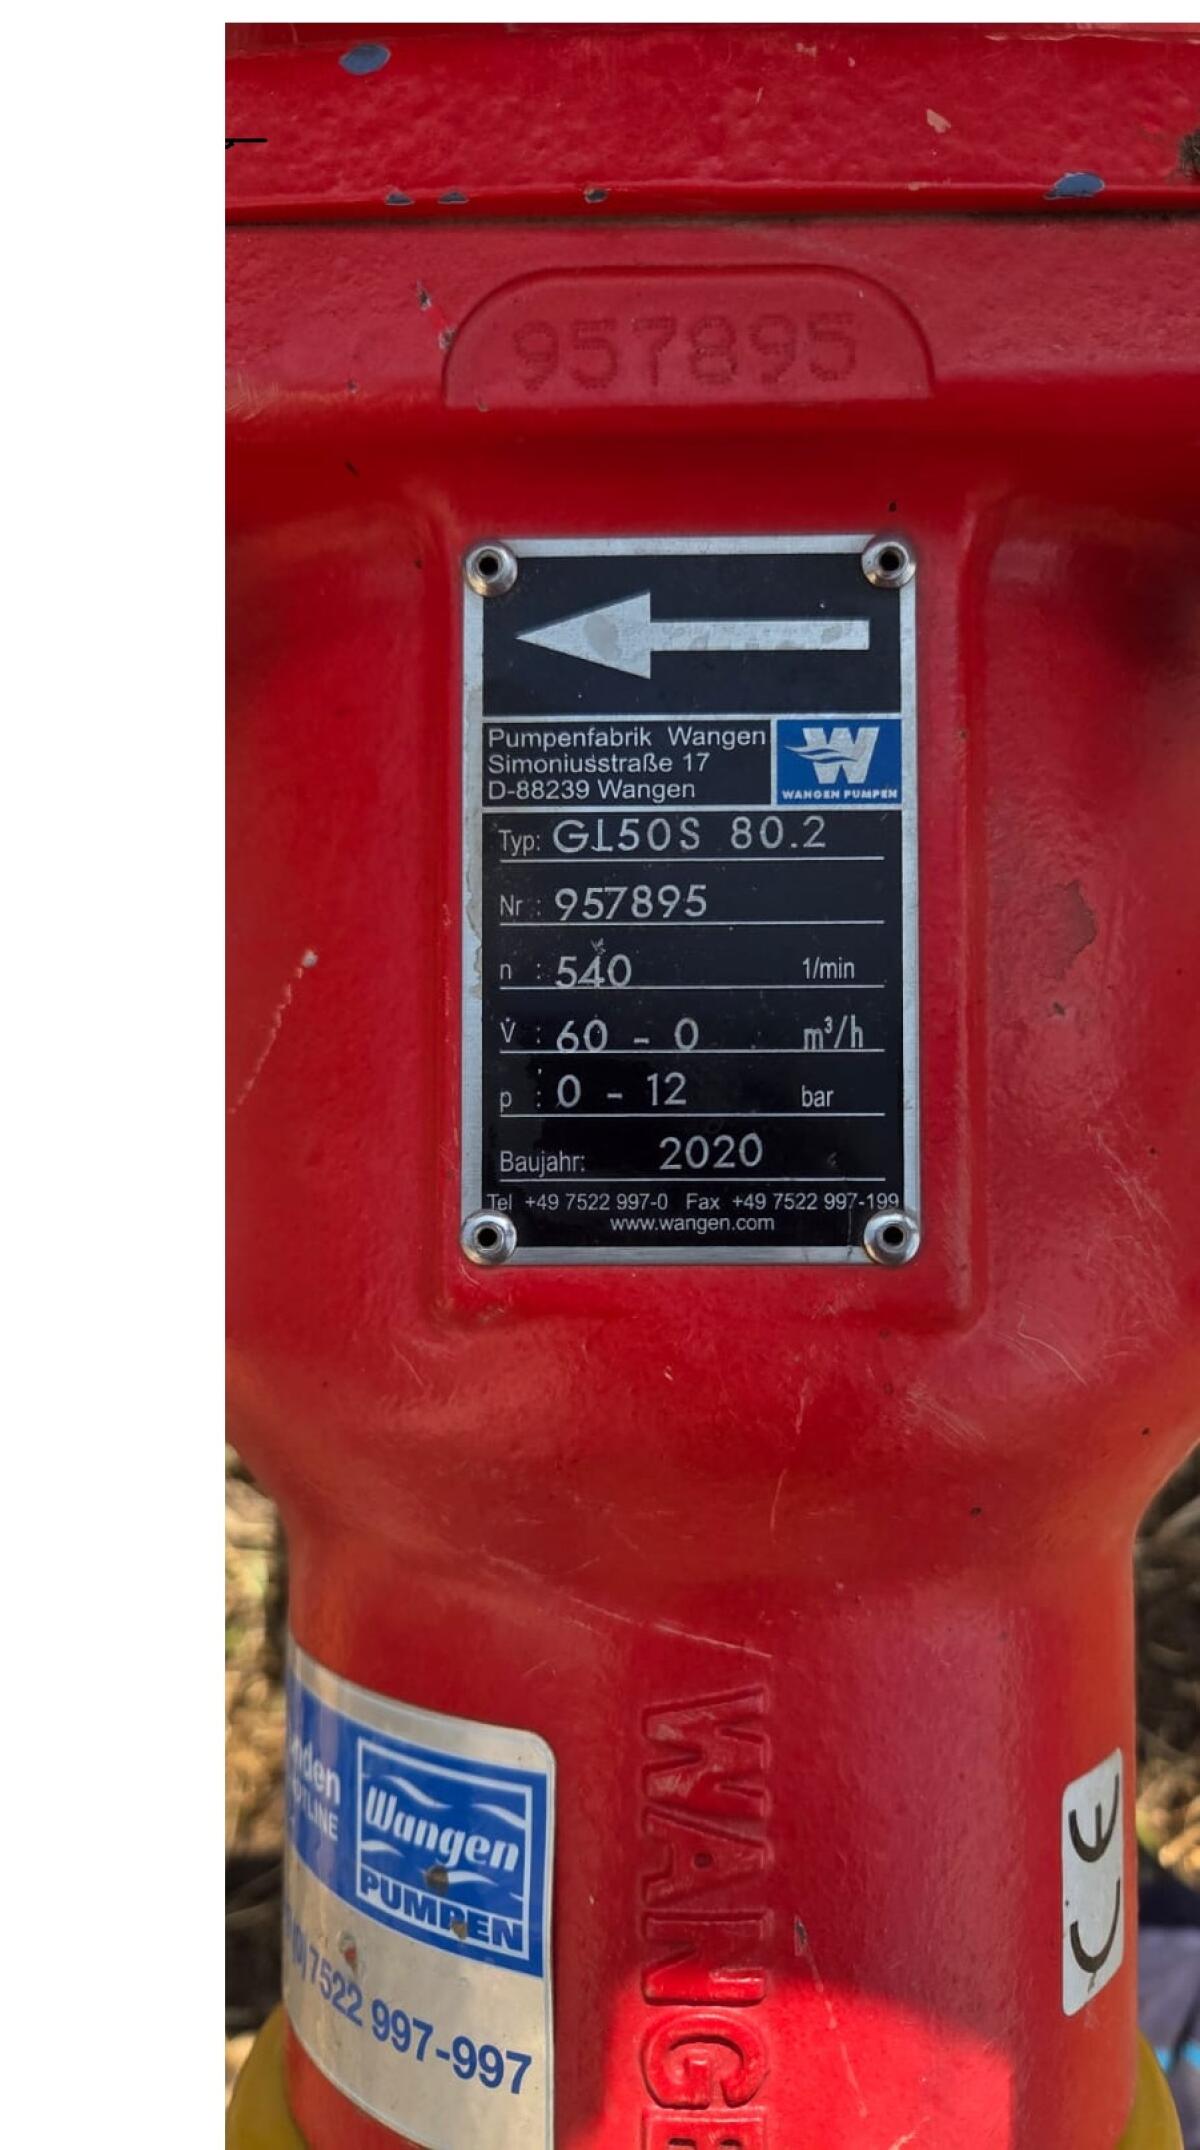 957895
Pumpenfabrik Wangen
Simoniusstraße 17
D-88239 Wangen
W
WANGEN PUMPEN
Typ: GL50S 80.2
Nr : 957895
n : 540 1/min
V̇ : 60 - 0 m³/h
p : 0 - 12 bar
Baujahr: 2020
Tel +49 7522 997-0 Fax +49 7522 997-199
www.wangen.com
Wangen
PUMPEN
7522 997-997
WANGE
CE